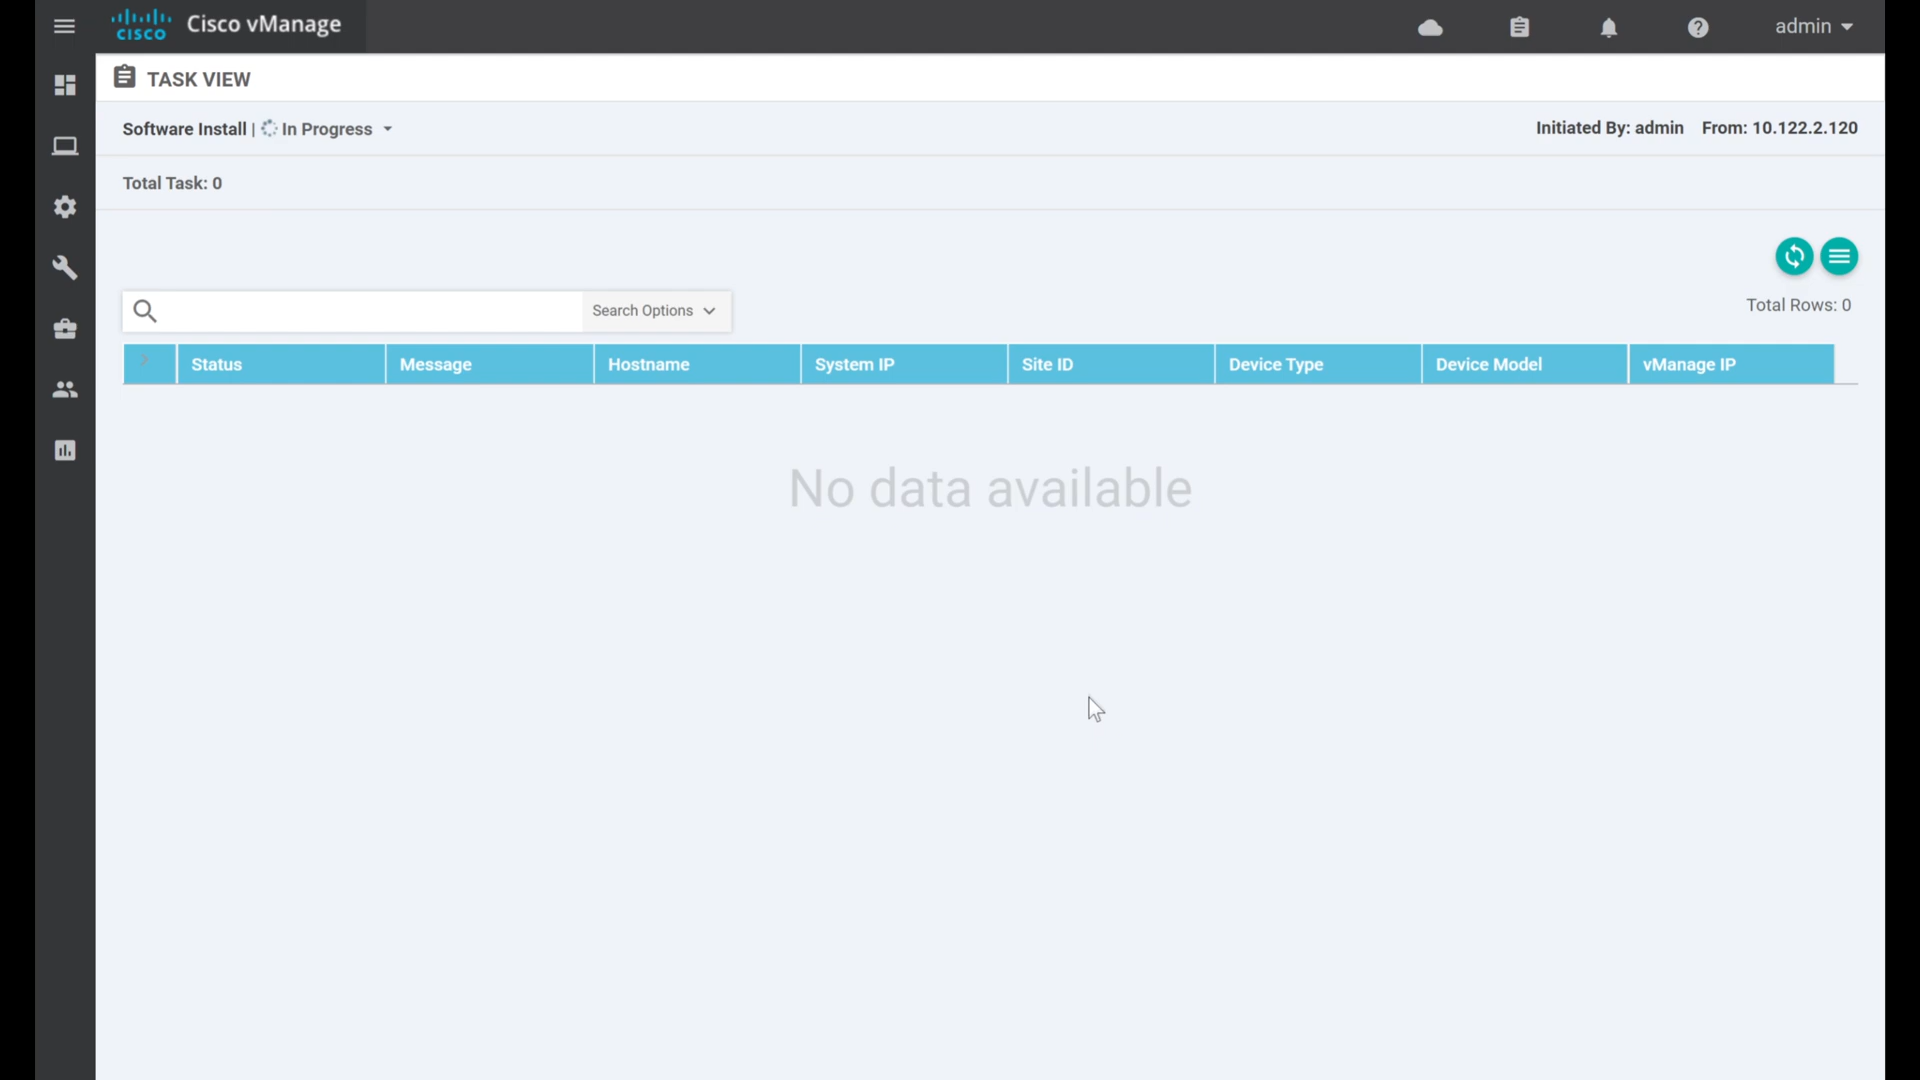 cisco Cisco vManage
admin
TASK VIEW
Software Install | In Progress
Initiated By: admin From: 10.122.2.120
Total Task: 0
Search Options
Total Rows: 0
Status Message Hostname System IP Site ID Device Type Device Model vManage IP
No data available